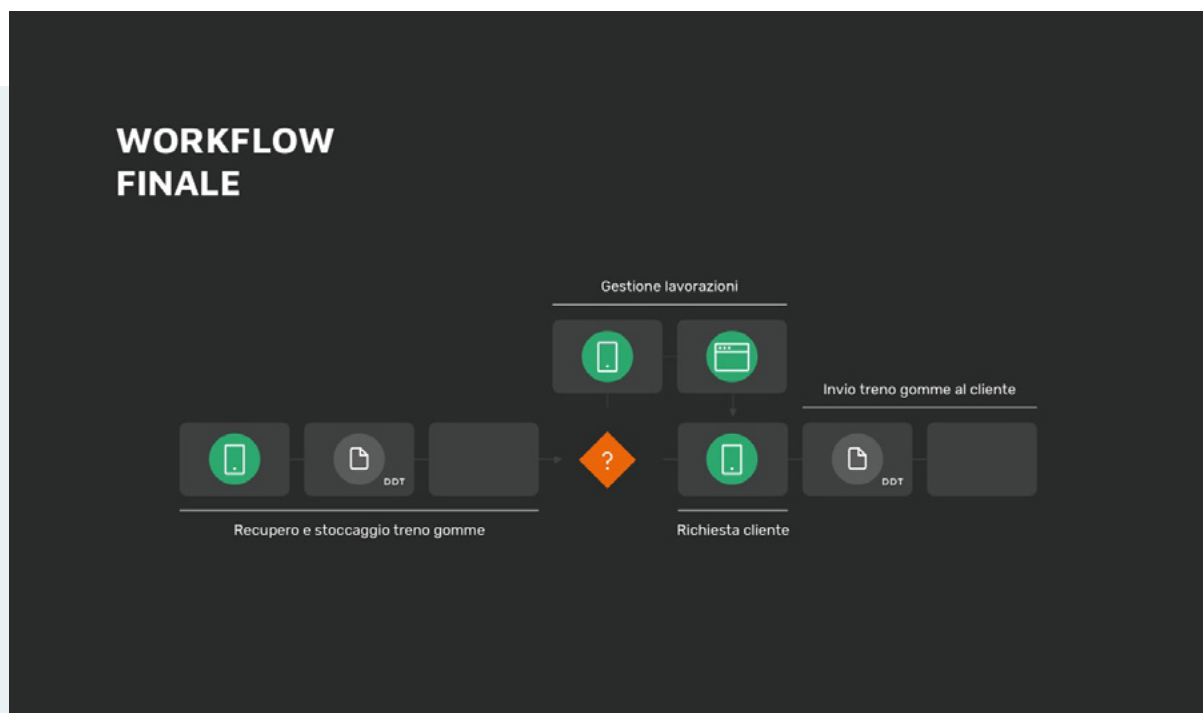 WORKFLOW
FINALE
Gestione lavorazioni
Invio treno gomme al cliente
?
DDT
DDT
Recupero e stoccaggio treno gomme
Richiesta cliente